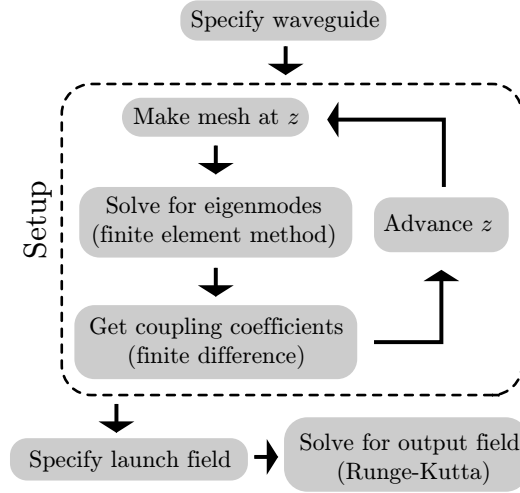 Specify waveguide
Setup
Make mesh at z
Solve for eigenmodes
(finite element method)
Advance z
Get coupling coefficients
(finite difference)
Specify launch field
Solve for output field
(Runge-Kutta)